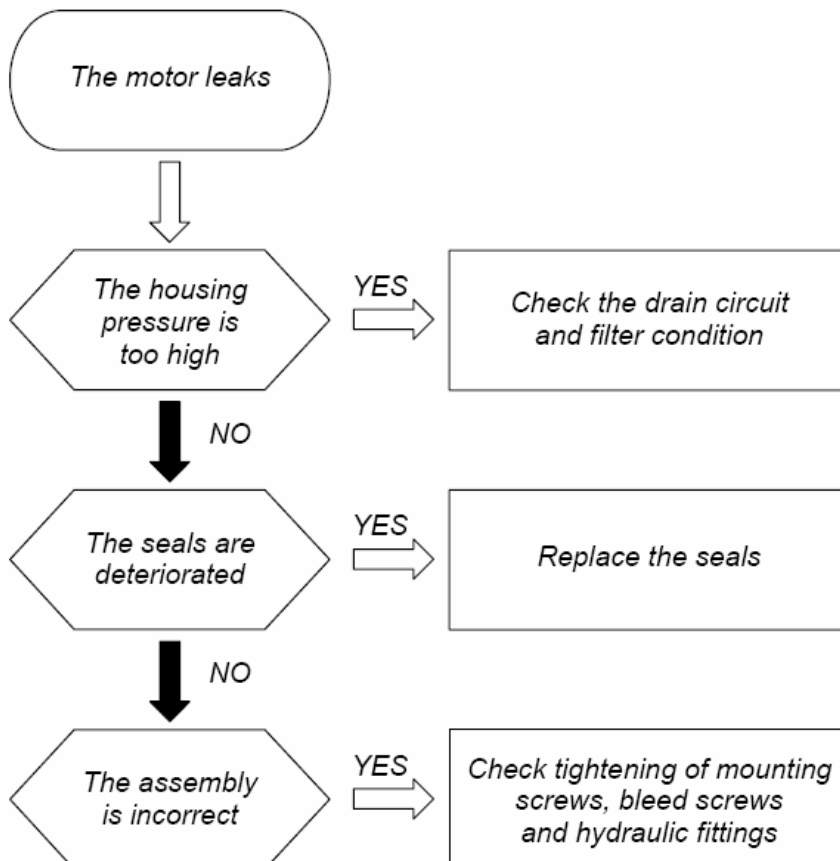 The motor leaks
The housing
pressure is
too high
YES
Check the drain circuit
and filter condition
NO
The seals are
deteriorated
YES
Replace the seals
NO
The assembly
is incorrect
YES
Check tightening of mounting
screws, bleed screws
and hydraulic fittings